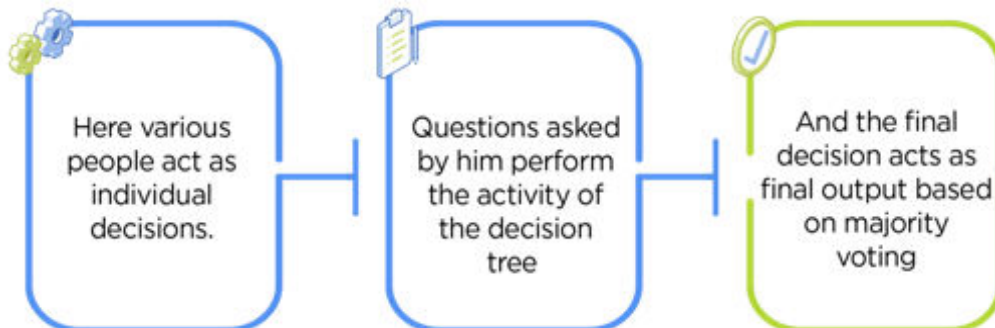 Here various
people act as
individual
decisions.
Questions asked
by him perform
the activity of
the decision
tree
And the final
decision acts as
final output based
on majority
voting